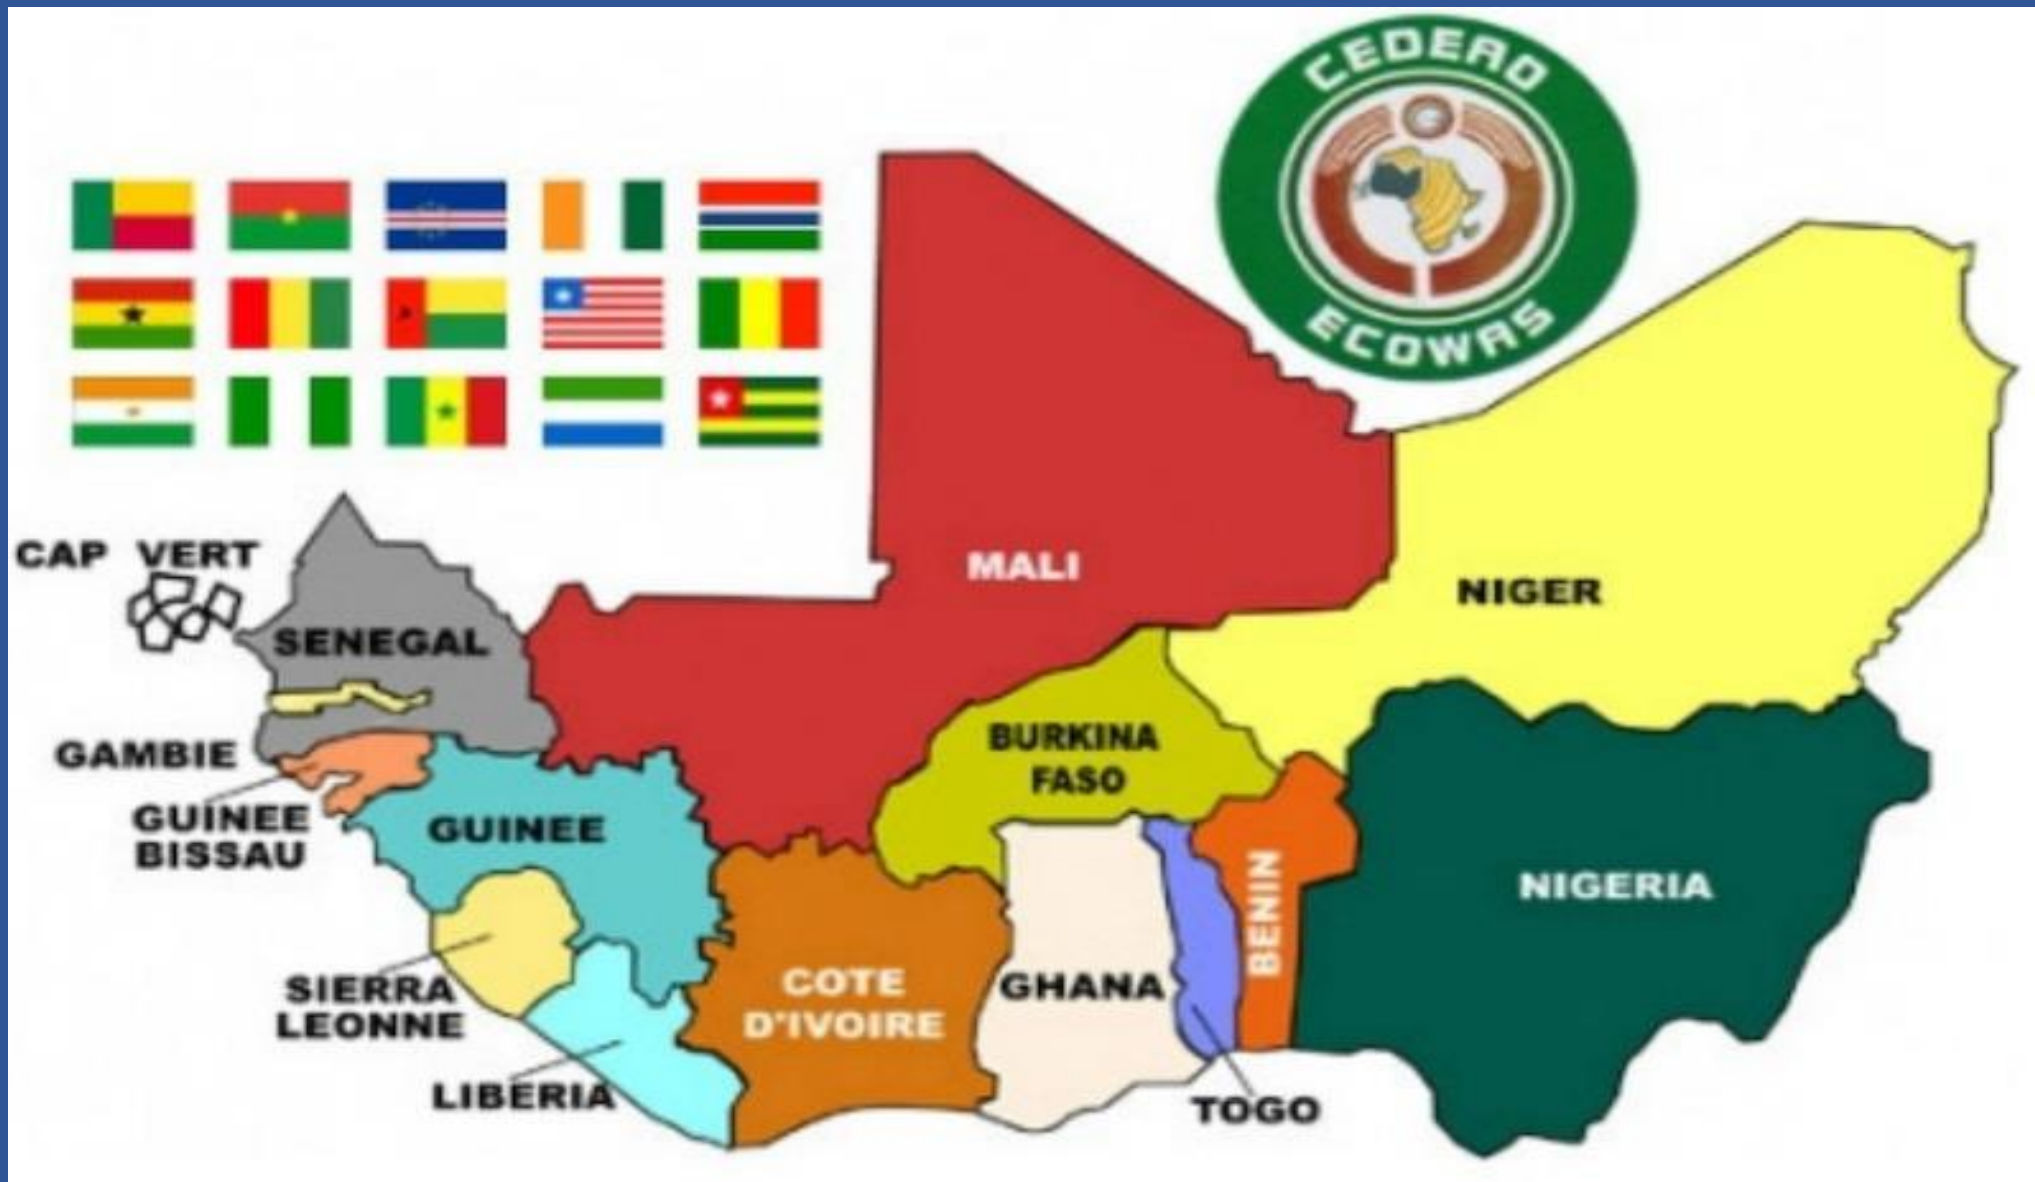 CEDEAO
ECOWAS
CAP VERT
SENEGAL
MALI
NIGER
GAMBIE
GUINEE
BISSAU
GUINEE
BURKINA
FASO
BENIN
NIGERIA
SIERRA
LEONNE
LIBERIA
COTE
D'IVOIRE
GHANA
TOGO